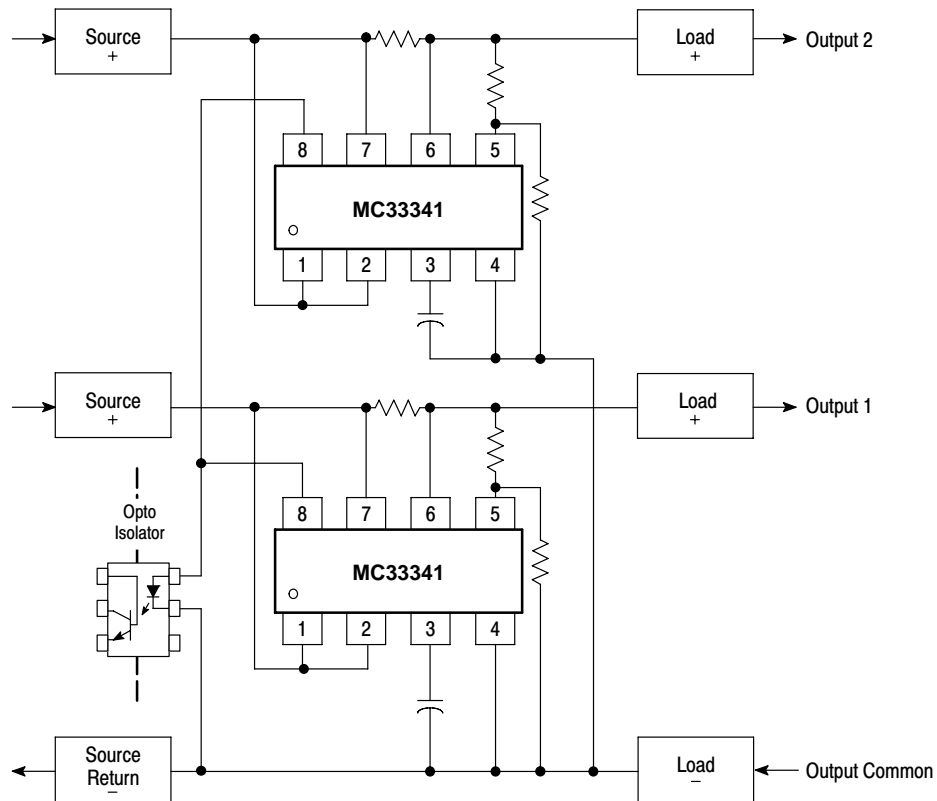 Source
+
Load
+
Output 2
8
7
6
5
MC33341
1
2
3
4
Source
+
Load
+
Output 1
Opto
Isolator
8
7
6
5
MC33341
1
2
3
4
Source
Return
–
Load
–
Output Common